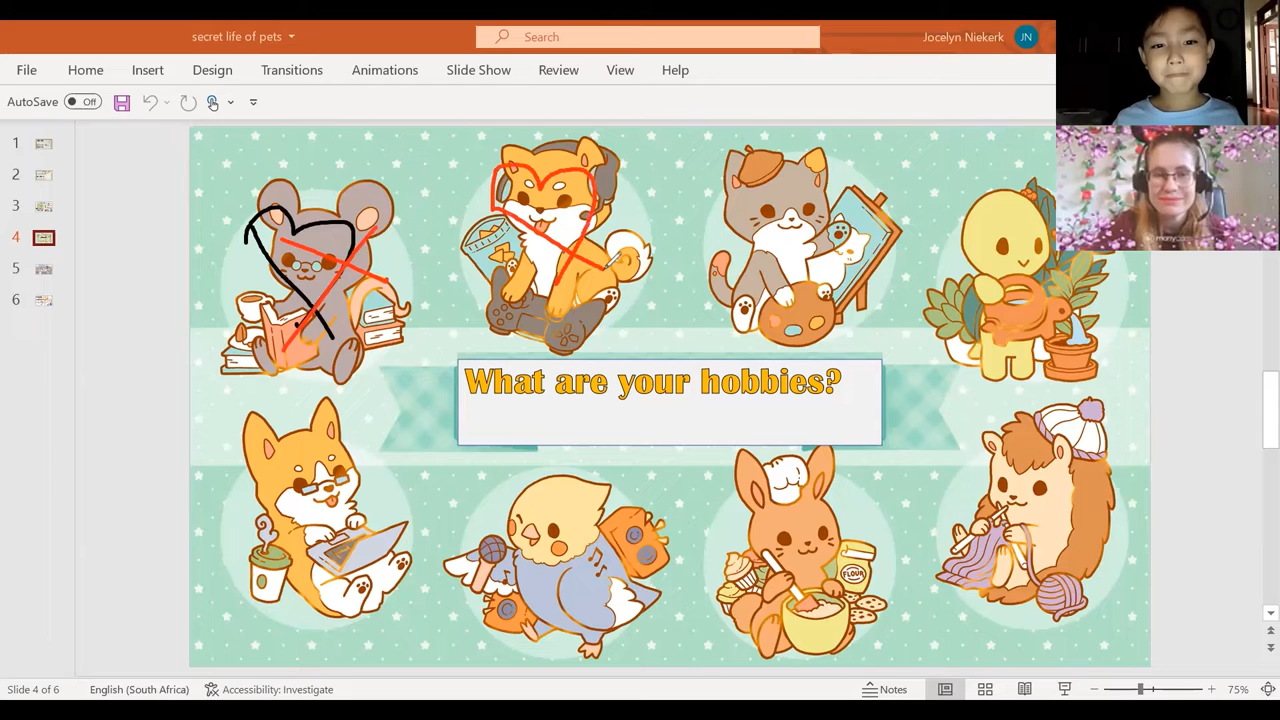 secret life of pets
Search
Jocelyn Niekerk JN
File Home Insert Design Transitions Animations Slide Show Review View Help
AutoSave Off
1
2
3
4
5
6
What are your hobbies?
FLOUR
Slide 4 of 6 English (South Africa) Accessibility: Investigate Notes 75%